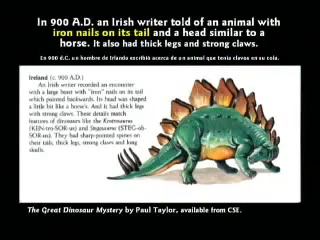 In 900 A.D. an Irish writer told of an animal with
iron nails on its tail and a head similar to a
horse. It also had thick legs and strong claws.
En 900 d.C. un hombre de Irlanda escribió acerca de un animal que tenía clavos en su cola.
Ireland (c. 900 A.D.)
An Irish writer recorded an encounter
with a large beast with "iron" nails on its tail
which pointed backwards. Its head was shaped
a little bit like a horse's. And it had thick legs
with strong claws. These details match
features of dinosaurs like the Kentrosaurus
(KEN-tro-SOR-us) and Stegosaurus (STEG-oh-
SOR-us). They had sharp-pointed spines on
their tails, thick legs, strong claws and long
skulls.
The Great Dinosaur Mystery by Paul Taylor, available from CSE.